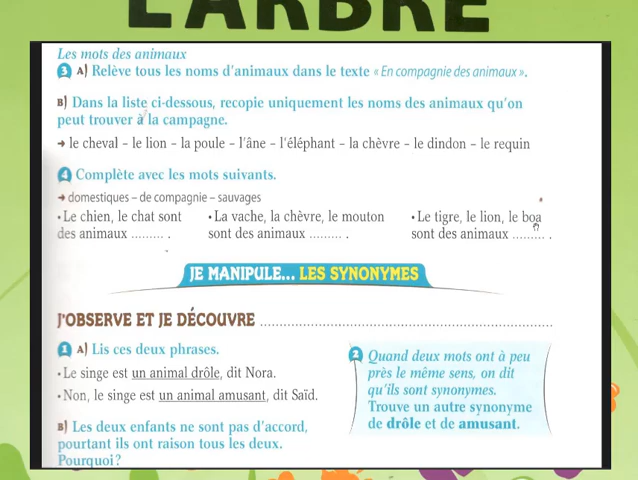 L'ARBRE
Les mots des animaux
3 A) Relève tous les noms d'animaux dans le texte « En compagnie des animaux ».
B) Dans la liste ci-dessous, recopie uniquement les noms des animaux qu'on
peut trouver à la campagne.
→ le cheval – le lion – la poule – l'âne – l'éléphant – la chèvre – le dindon – le requin
4 Complète avec les mots suivants.
→ domestiques – de compagnie – sauvages
• Le chien, le chat sont
des animaux ......... .
• La vache, la chèvre, le mouton
sont des animaux ......... .
• Le tigre, le lion, le boa
sont des animaux ......... .
JE MANIPULE... LES SYNONYMES
J'OBSERVE ET JE DÉCOUVRE
1 A) Lis ces deux phrases.
• Le singe est un animal drôle, dit Nora.
• Non, le singe est un animal amusant, dit Saïd.
B) Les deux enfants ne sont pas d'accord,
pourtant ils ont raison tous les deux.
Pourquoi ?
2 Quand deux mots ont à peu
près le même sens, on dit
qu'ils sont synonymes.
Trouve un autre synonyme
de drôle et de amusant.